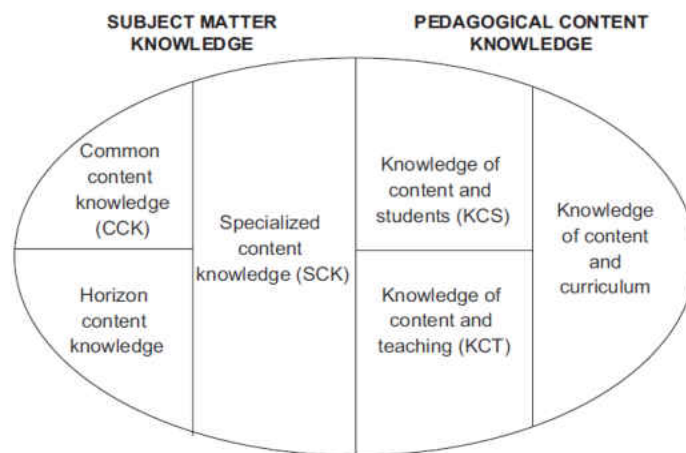 SUBJECT MATTER
KNOWLEDGE
PEDAGOGICAL CONTENT
KNOWLEDGE
Common
content
knowledge
(CCK)
Horizon
content
knowledge
Specialized
content
knowledge (SCK)
Knowledge of
content and
students (KCS)
Knowledge of
content and
teaching (KCT)
Knowledge
of content
and
curriculum